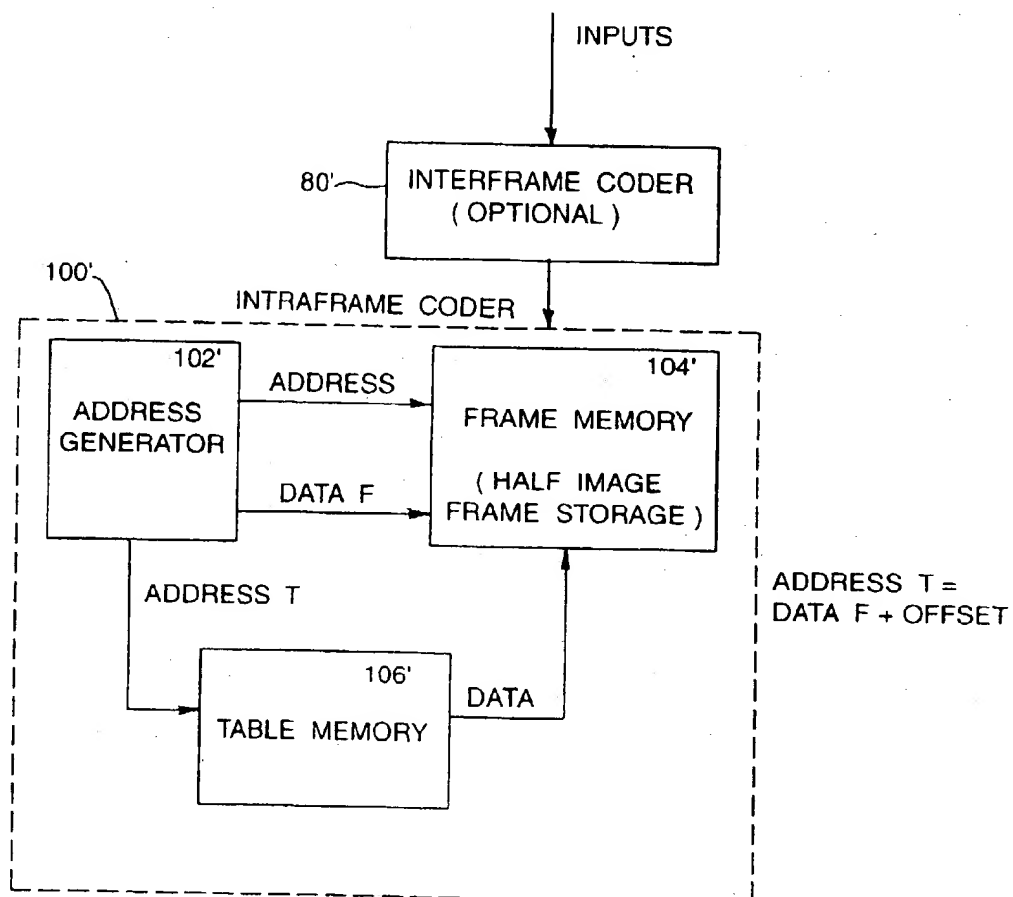 INPUTS
80'
INTERFRAME CODER
( OPTIONAL )
100'
INTRAFRAME CODER
102'
ADDRESS
GENERATOR
ADDRESS
DATA F
104'
FRAME MEMORY
( HALF IMAGE
FRAME STORAGE )
ADDRESS T
106'
TABLE MEMORY
DATA
ADDRESS T =
DATA F + OFFSET